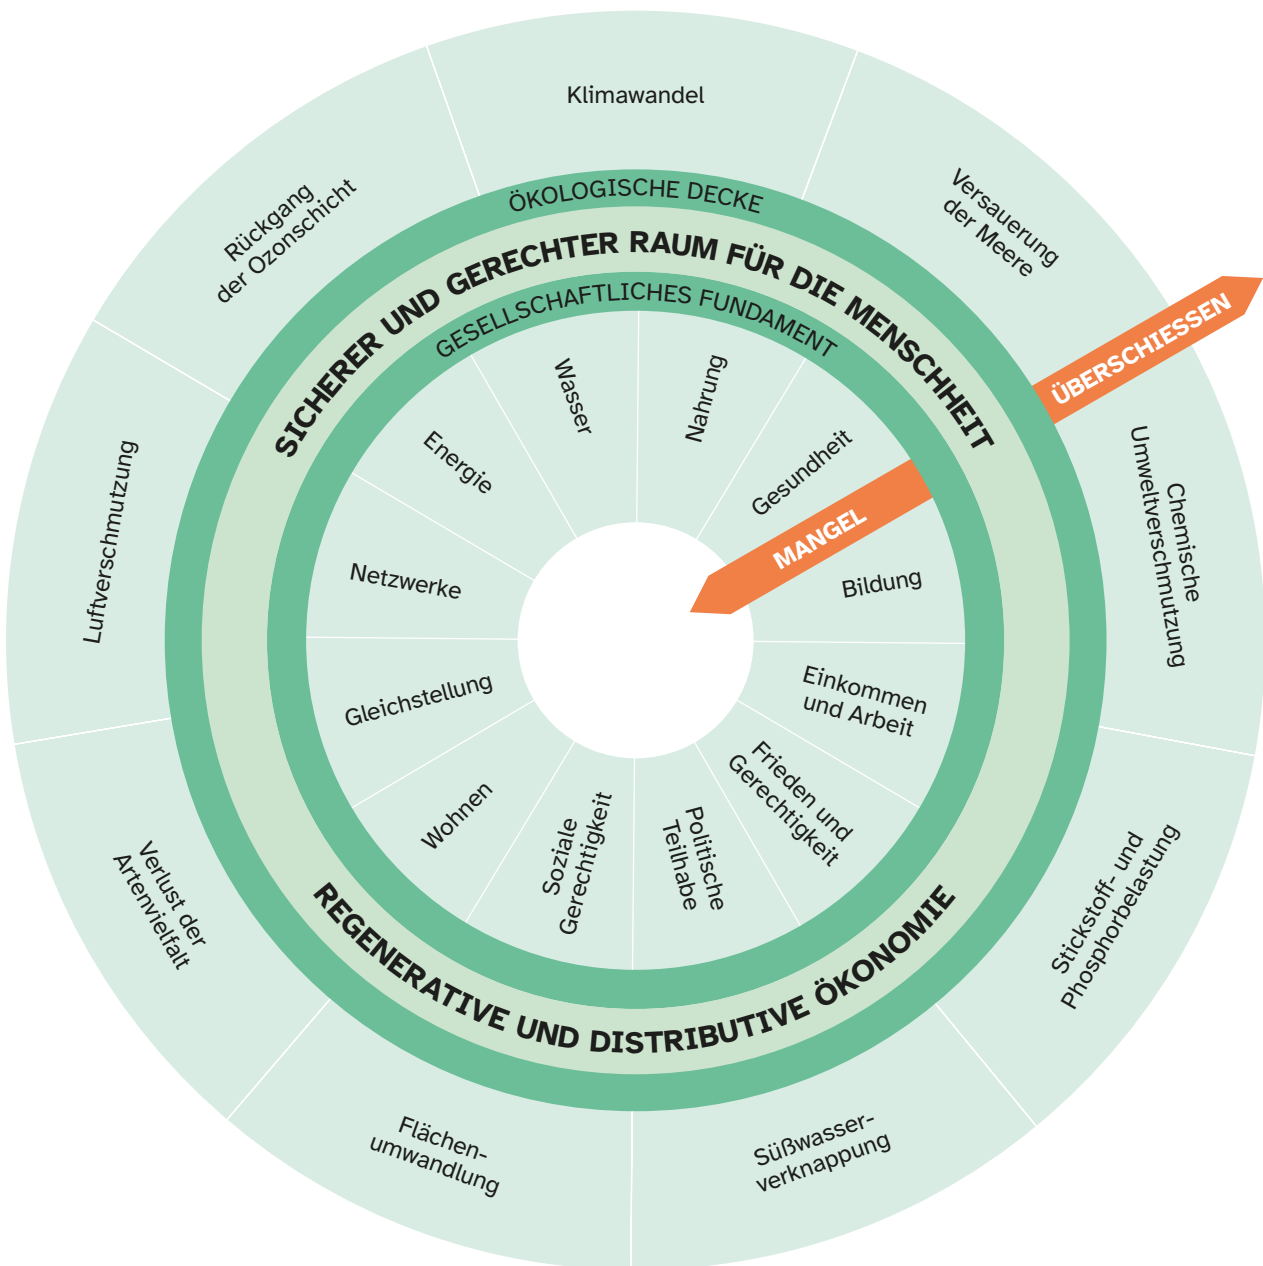 Klimawandel
Versauerung
der Meere
ÜBERSCHIESSEN
Chemische
Umweltverschmutzung
Stickstoff- und
Phosphorbelastung
Süßwasser-
verknappung
Flächen-
umwandlung
Verlust der
Artenvielfalt
Luftverschmutzung
Rückgang
der Ozonschicht
ÖKOLOGISCHE DECKE
SICHERER UND GERECHTER RAUM FÜR DIE MENSCHHEIT
GESELLSCHAFTLICHES FUNDAMENT
Wasser
Nahrung
Gesundheit
MANGEL
Bildung
Einkommen
und Arbeit
Frieden und
Gerechtigkeit
Politische
Teilhabe
Soziale
Gerechtigkeit
Wohnen
Gleichstellung
Netzwerke
Energie
REGENERATIVE UND DISTRIBUTIVE ÖKONOMIE